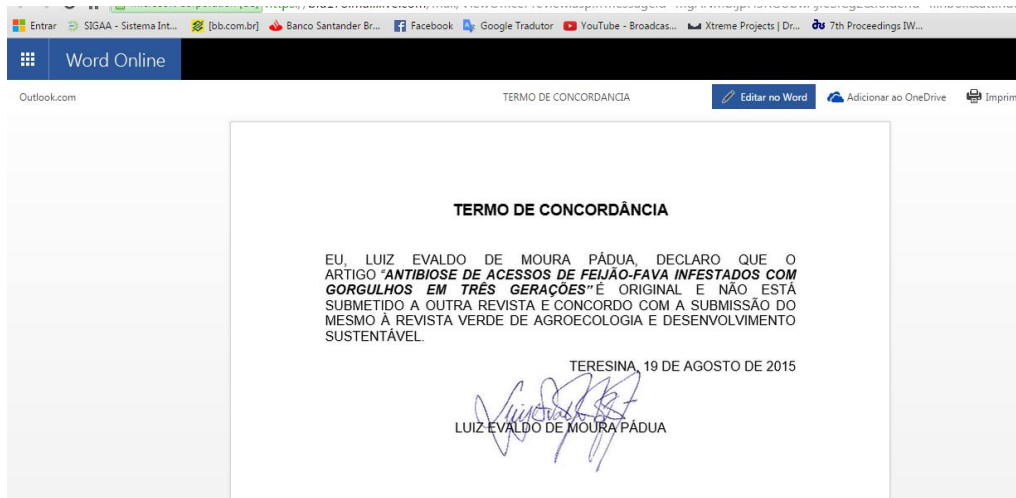 Entrar SIGAA - Sistema Int... [bb.com.br] Banco Santander Br... Facebook Google Tradutor YouTube - Broadcas... Xtreme Projects | Dr... 7th Proceedings IW...
Word Online
Outlook.com TERMO DE CONCORDANCIA Editar no Word Adicionar ao OneDrive Imprim
TERMO DE CONCORDÂNCIA
EU, LUIZ EVALDO DE MOURA PÁDUA, DECLARO QUE O
ARTIGO "ANTIBIOSE DE ACESSOS DE FEIJÃO-FAVA INFESTADOS COM
GORGULHOS EM TRÊS GERAÇÕES" É ORIGINAL E NÃO ESTÁ
SUBMETIDO A OUTRA REVISTA E CONCORDO COM A SUBMISSÃO DO
MESMO À REVISTA VERDE DE AGROECOLOGIA E DESENVOLVIMENTO
SUSTENTÁVEL.
TERESINA, 19 DE AGOSTO DE 2015
LUIZ EVALDO DE MOURA PÁDUA